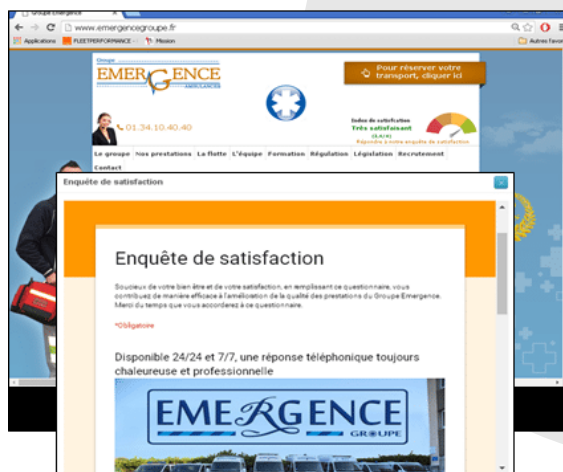 Groupe Emergence
www.emergencegroupe.fr
Applications
FLEETPERFORMANCE -
Mission
Autres favor
Groupe
EMERGENCE
AMBULANCES
Pour réserver votre
transport, cliquer ici
01.34.10.40.40
Index de satisfaction
Très satisfaisant
(3,4/4)
Répondre à notre enquête de satisfaction
Le groupe Nos prestations La flotte L'équipe Formation Régulation Législation Recrutement
Contact
Enquête de satisfaction
Enquête de satisfaction
Soucieux de votre bien être et de votre satisfaction, en remplissant ce questionnaire, vous
contribuez de manière efficace à l'amélioration de la qualité des prestations du Groupe Emergence.
Merci du temps que vous accorderez à ce questionnaire.
*Obligatoire
Disponible 24/24 et 7/7, une réponse téléphonique toujours
chaleureuse et professionnelle
EMERGENCE
GROUPE